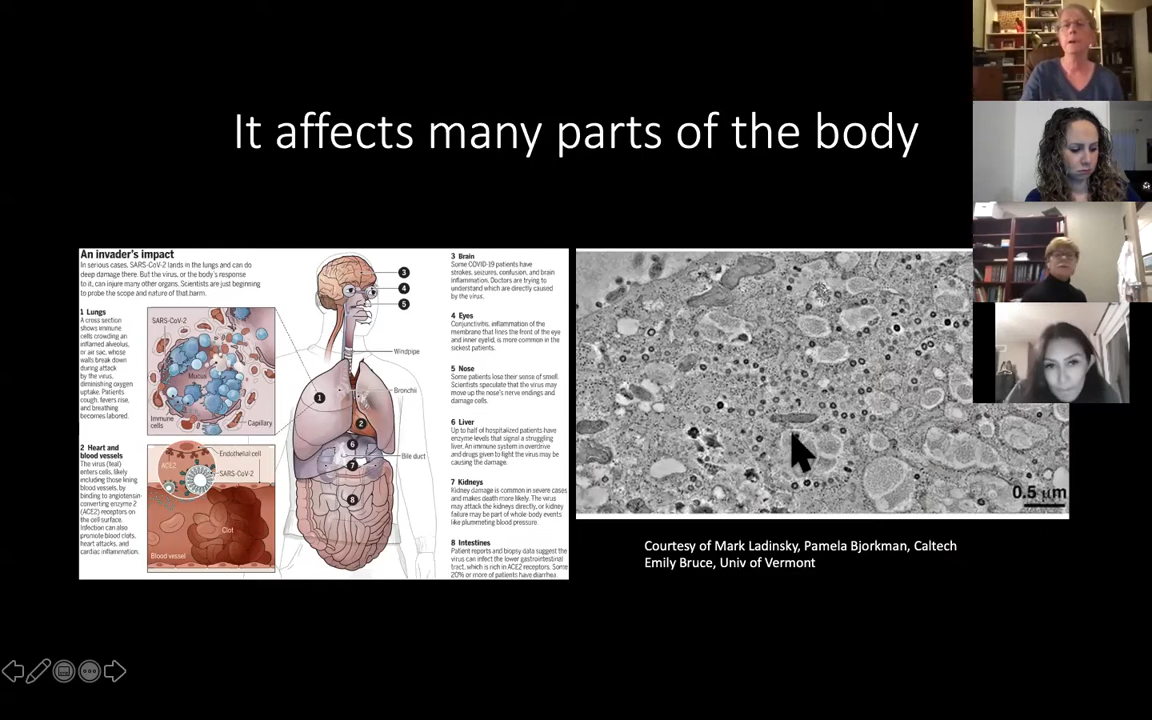 It affects many parts of the body
An invader's impact
In serious cases, SARS-CoV-2 lands in the lungs and can do
deep damage there. But the virus, or the body's response
to it, can injure many other organs. Scientists are just beginning
to probe the scope and nature of that harm.
1 Lungs
A cross section
shows immune
cells crowding an
inflamed alveolus,
or air sac, whose
walls break down
during attack
by the virus,
diminishing oxygen
uptake. Patients
cough, fevers rise,
and breathing
becomes labored.
SARS-CoV-2
Mucus
Immune
cells
Capillary
2 Heart and
blood vessels
The virus (teal)
enters cells, likely
including those lining
blood vessels, by
binding to angiotensin-
converting enzyme 2
(ACE2) receptors on
the cell surface.
Infection can also
promote blood clots,
heart attacks, and
cardiac inflammation.
ACE2
Endothelial cell
SARS-CoV-2
Clot
Blood vessel
3
4
5
Windpipe
Bronchii
1
2
6
Bile duct
7
8
3 Brain
Some COVID-19 patients have
strokes, seizures, confusion, and brain
inflammation. Doctors are trying to
understand which are directly caused
by the virus.
4 Eyes
Conjunctivitis, inflammation of the
membrane that lines the front of the eye
and inner eyelid, is more common in the
sickest patients.
5 Nose
Some patients lose their sense of smell.
Scientists speculate that the virus may
move up the nose's nerve endings and
damage cells.
6 Liver
Up to half of hospitalized patients have
enzyme levels that signal a struggling
liver. An immune system in overdrive
and drugs given to fight the virus may be
causing the damage.
7 Kidneys
Kidney damage is common in severe cases
and makes death more likely. The virus
may attack the kidneys directly, or kidney
failure may be part of whole body events
like plummeting blood pressure.
8 Intestines
Patient reports and biopsy data suggest the
virus can infect the lower gastrointestinal
tract, which is rich in ACE2 receptors. Some
20% or more of patients have diarrhea.
0.5 µm
Courtesy of Mark Ladinsky, Pamela Bjorkman, Caltech
Emily Bruce, Univ of Vermont